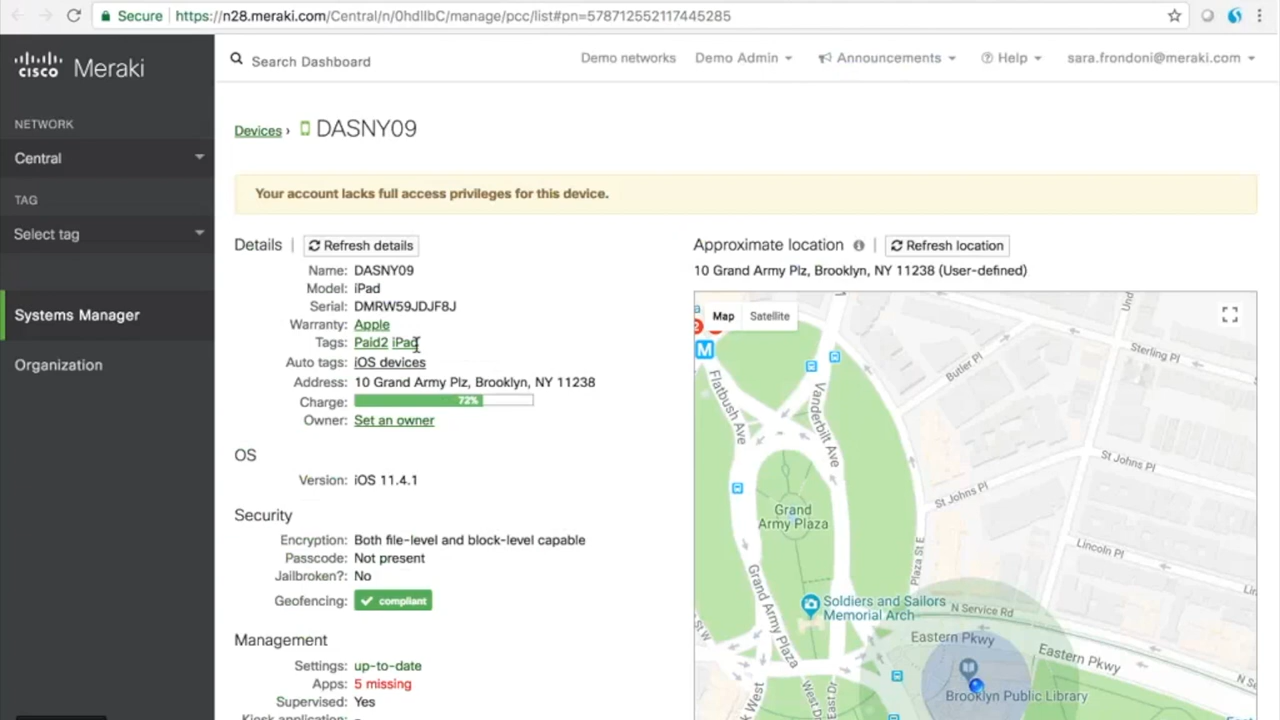 Secure https://n28.meraki.com/Central/n/0hdlIbC/manage/pcc/list#pn=578712552117445285
cisco Meraki
Search Dashboard
Demo networks Demo Admin Announcements Help sara.frondoni@meraki.com
NETWORK
Central
TAG
Select tag
Systems Manager
Organization
Devices › DASNY09
Your account lacks full access privileges for this device.
Details | Refresh details
Name: DASNY09
Model: iPad
Serial: DMRW59JDJF8J
Warranty: Apple
Tags: Paid2 iPad
Auto tags: iOS devices
Address: 10 Grand Army Plz, Brooklyn, NY 11238
Charge: 72%
Owner: Set an owner
OS
Version: iOS 11.4.1
Security
Encryption: Both file-level and block-level capable
Passcode: Not present
Jailbroken?: No
Geofencing: compliant
Management
Settings: up-to-date
Apps: 5 missing
Supervised: Yes
Kiosk application: -
Approximate location | Refresh location
10 Grand Army Plz, Brooklyn, NY 11238 (User-defined)
Map Satellite
M
Flatbush Ave
Vanderbilt Ave
Butler Pl
Sterling Pl
Und
St Johns Pl
St Johns Pl
Lincoln Pl
Plaza St E
Grand
Army Plaza
Grand Army Plaza
Soldiers and Sailors
Memorial Arch
N Service Rd
Eastern Pkwy
Eastern Pkwy
Brooklyn Public Library